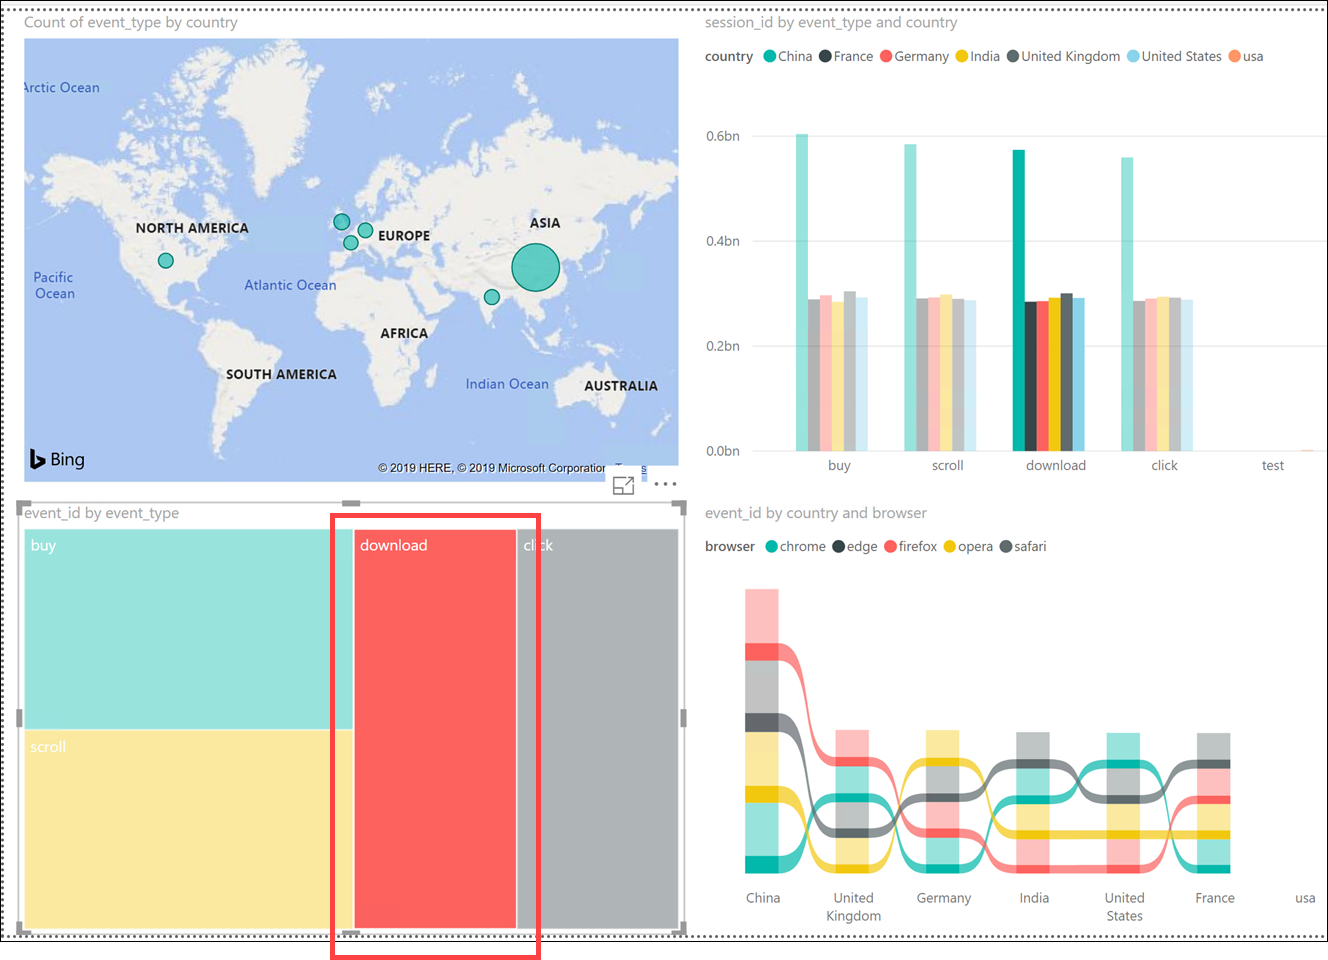 Count of event_type by country
Arctic Ocean
NORTH AMERICA
EUROPE
ASIA
Pacific
Ocean
Atlantic Ocean
AFRICA
SOUTH AMERICA
Indian Ocean
AUSTRALIA
Bing
© 2019 HERE, © 2019 Microsoft Corporation
session_id by event_type and country
country China France Germany India United Kingdom United States usa
0.6bn
0.4bn
0.2bn
0.0bn
buy scroll download click test
event_id by event_type
buy
download
click
scroll
event_id by country and browser
browser chrome edge firefox opera safari
China United Germany India United France usa
Kingdom States